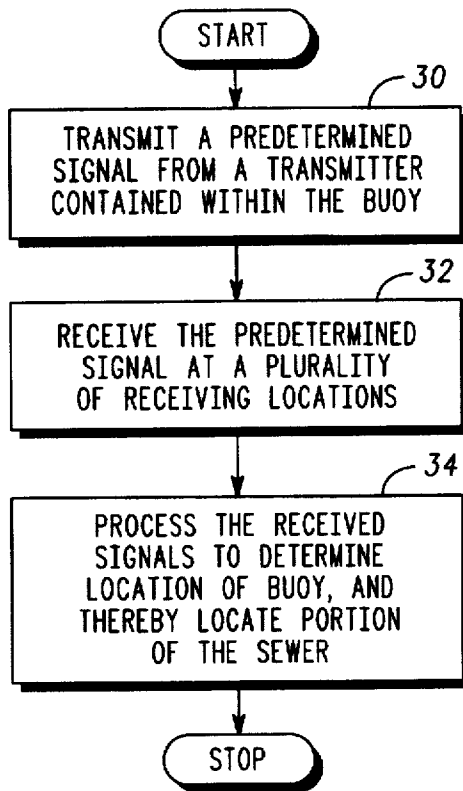 START
30
TRANSMIT A PREDETERMINED
SIGNAL FROM A TRANSMITTER
CONTAINED WITHIN THE BUOY
32
RECEIVE THE PREDETERMINED
SIGNAL AT A PLURALITY
OF RECEIVING LOCATIONS
34
PROCESS THE RECEIVED
SIGNALS TO DETERMINE
LOCATION OF BUOY, AND
THEREBY LOCATE PORTION
OF THE SEWER
STOP